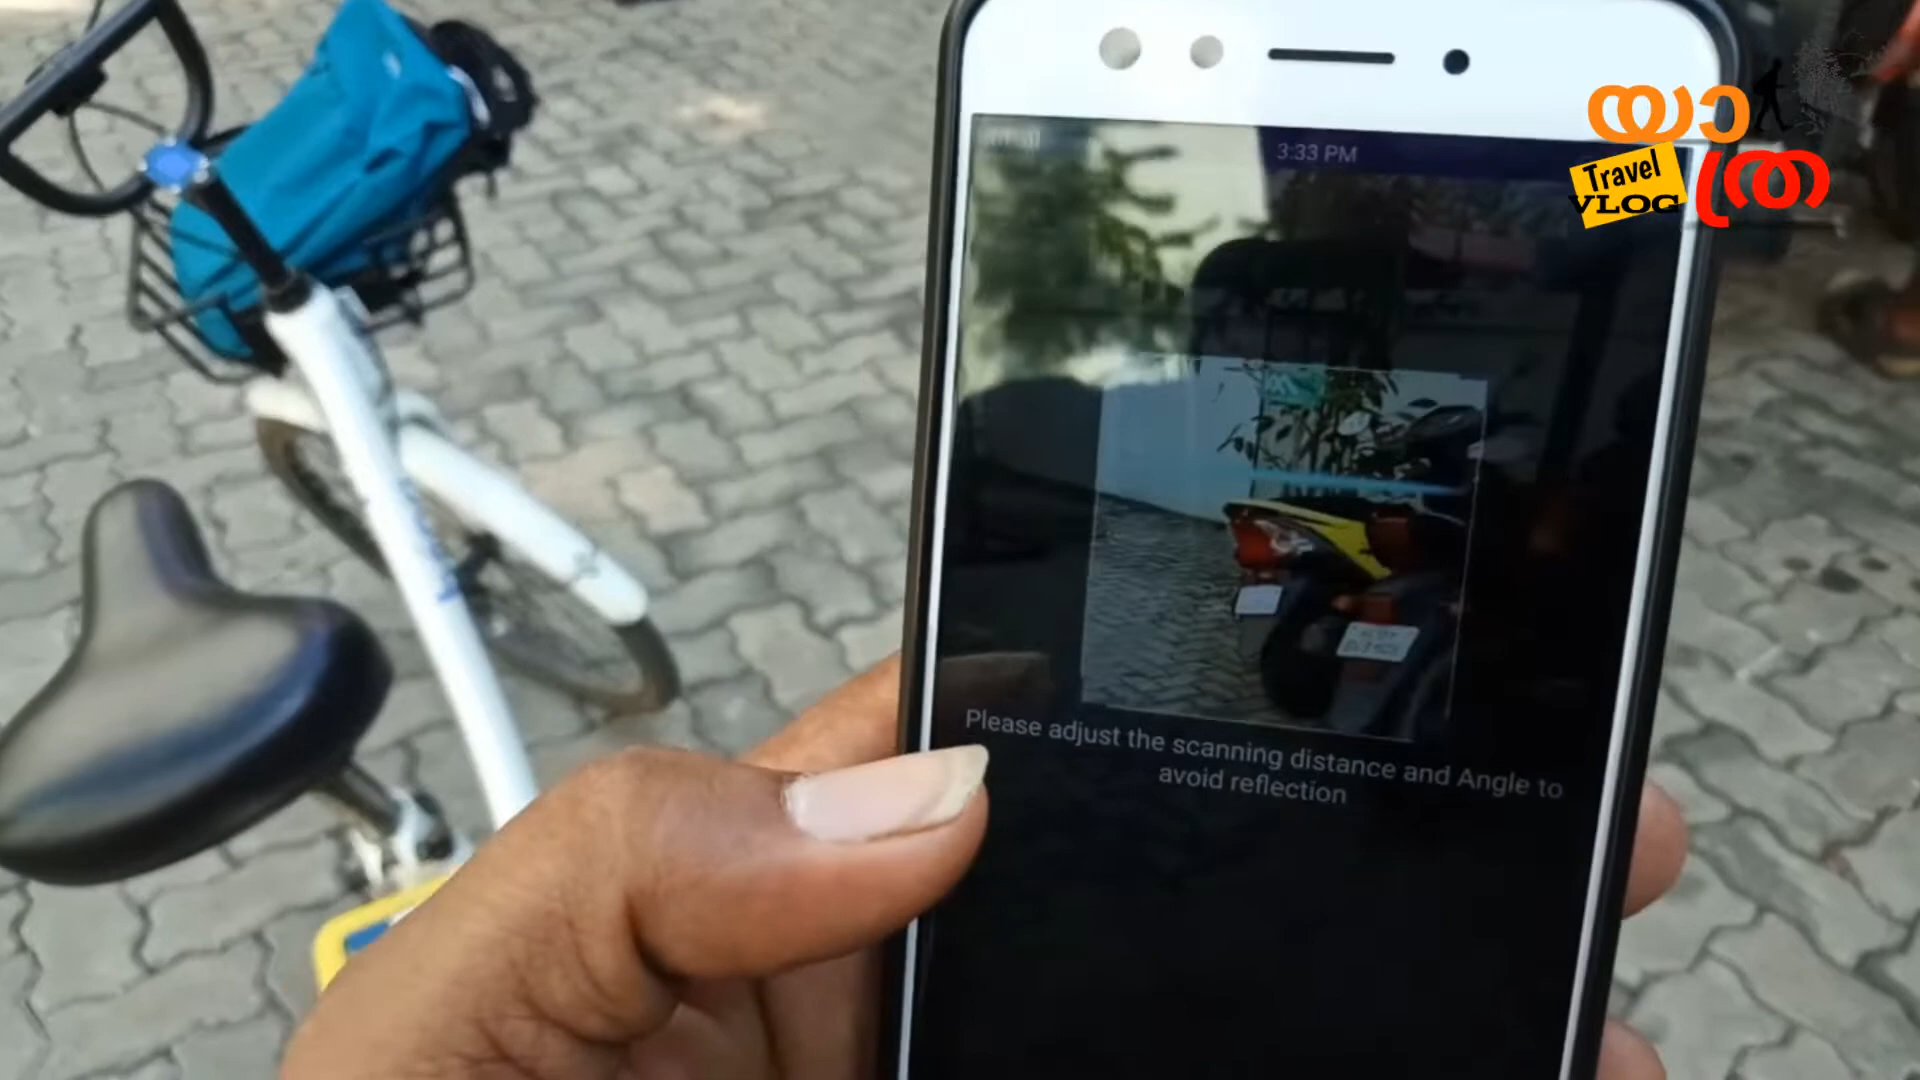 3:33 PM
യാ
Travel
VLOG
ത്ര
Please adjust the scanning distance and Angle to
avoid reflection